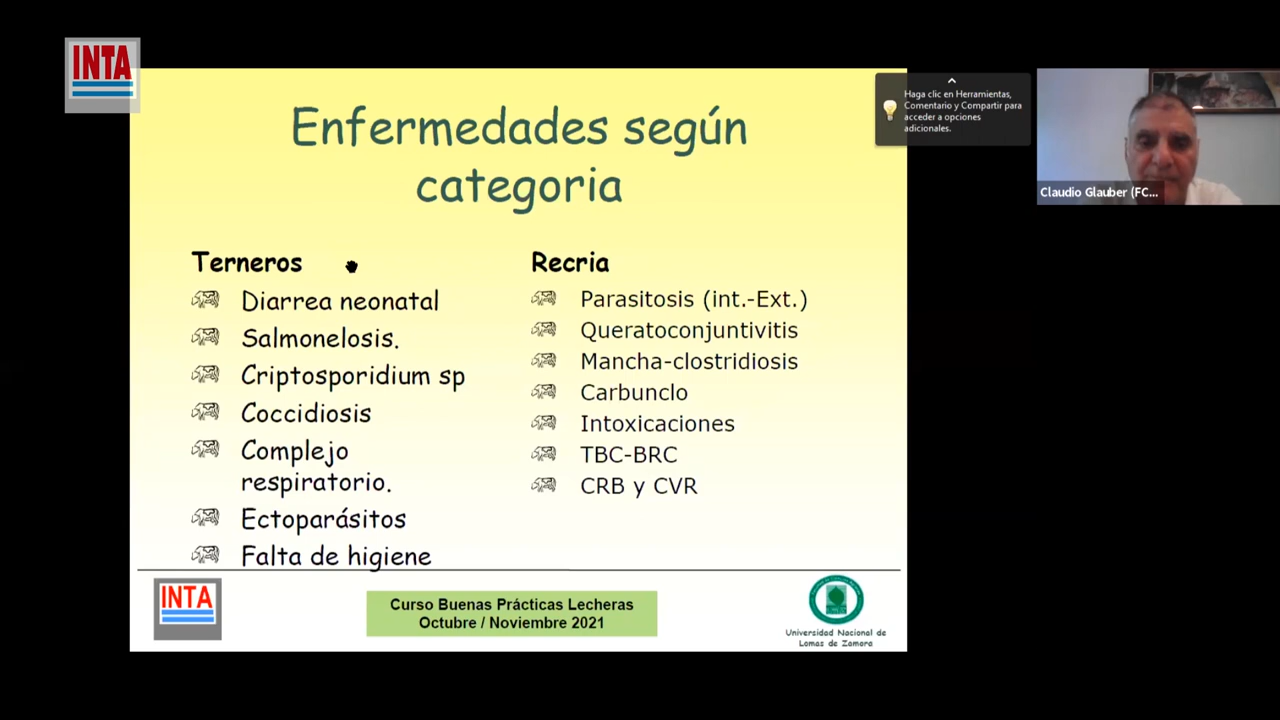 INTA
Enfermedades según
categoria
Terneros
Diarrea neonatal
Salmonelosis.
Criptosporidium sp
Coccidiosis
Complejo
respiratorio.
Ectoparásitos
Falta de higiene
Recria
Parasitosis (int.-Ext.)
Queratoconjuntivitis
Mancha-clostridiosis
Carbunclo
Intoxicaciones
TBC-BRC
CRB y CVR
INTA
Curso Buenas Prácticas Lecheras
Octubre / Noviembre 2021
Universidad Nacional de
Lomas de Zamora
Haga clic en Herramientas,
Comentario y Compartir para
acceder a opciones
adicionales.
Claudio Glauber (FC...